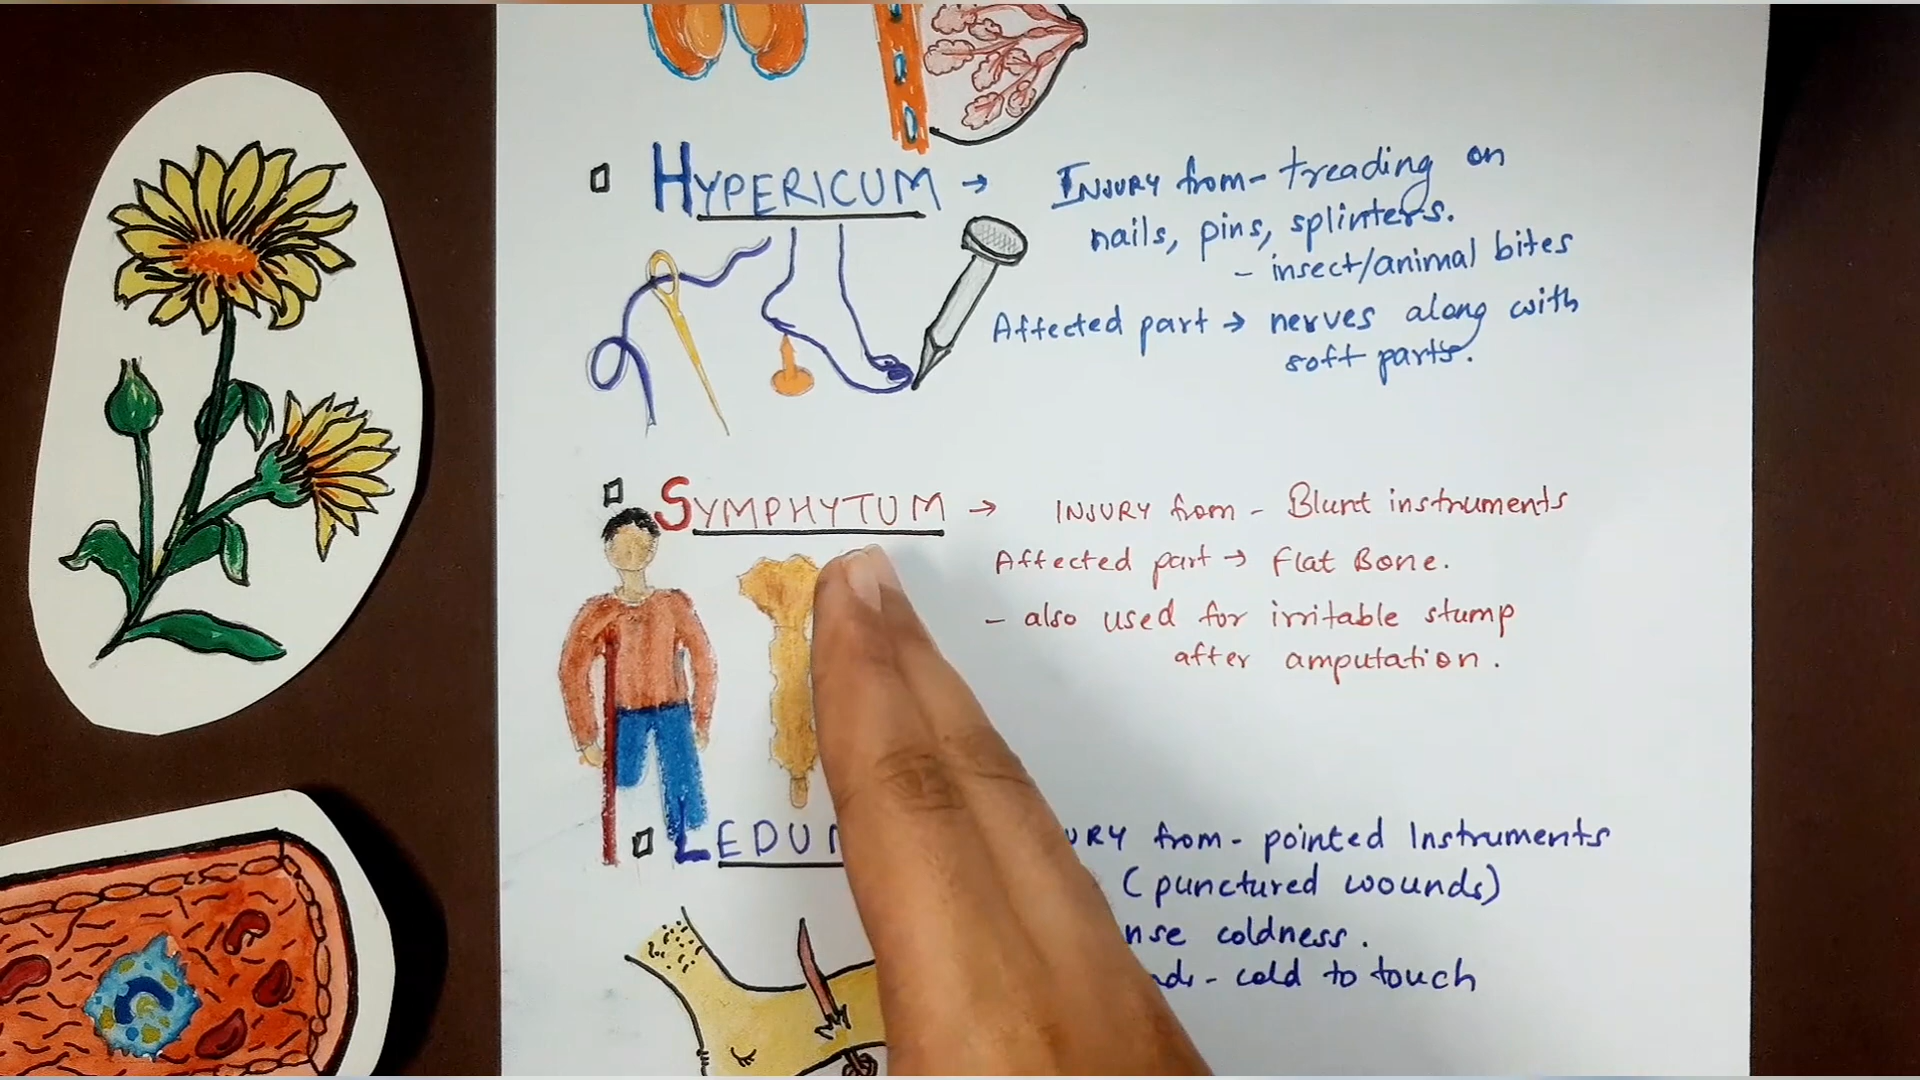 HYPERICUM → INJURY from - treading on
nails, pins, splinters.
- insect/animal bites
Affected part → nerves along with
soft parts.
SYMPHYTUM → INJURY from - Blunt instruments
Affected part → Flat Bone.
- also used for irritable stump
after amputation.
from - pointed Instruments
(punctured wounds)
coldness.
- cold to touch